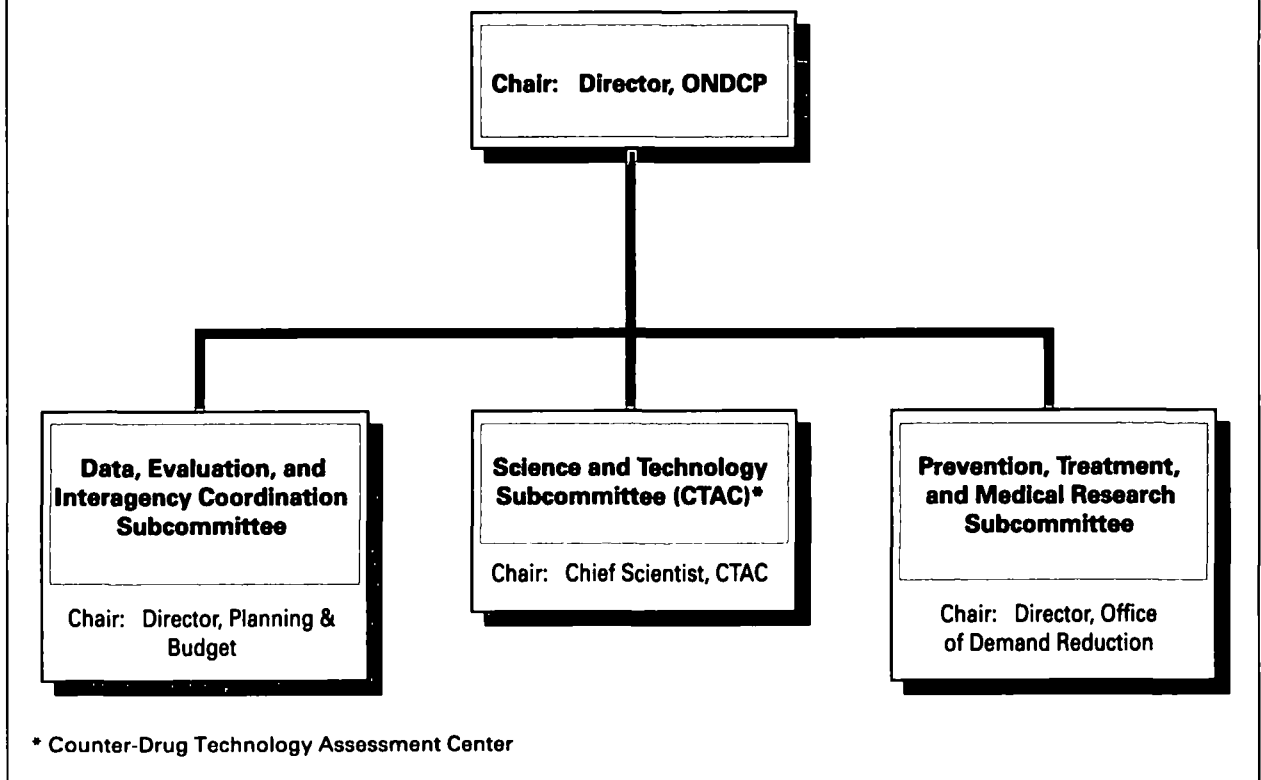 Chair: Director, ONDCP
Data, Evaluation, and
Interagency Coordination
Subcommittee
Chair: Director, Planning &
Budget
Science and Technology
Subcommittee (CTAC)*
Chair: Chief Scientist, CTAC
Prevention, Treatment,
and Medical Research
Subcommittee
Chair: Director, Office
of Demand Reduction
* Counter-Drug Technology Assessment Center